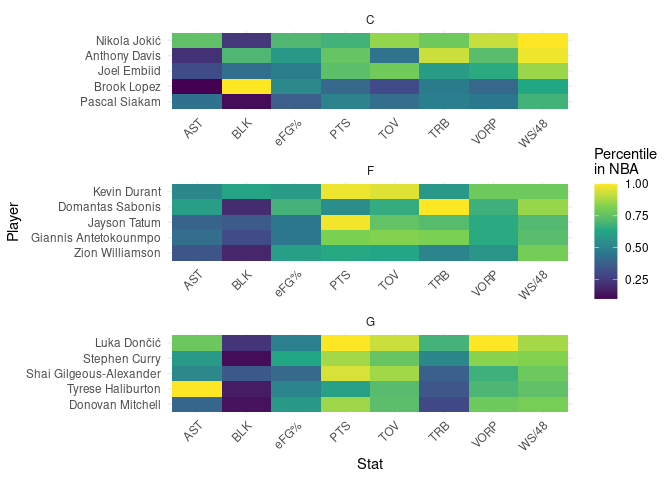 C
Nikola Jokić
Anthony Davis
Joel Embiid
Brook Lopez
Pascal Siakam
AST BLK eFG% PTS TOV TRB VORP WS/48
F
Kevin Durant
Domantas Sabonis
Jayson Tatum
Giannis Antetokounmpo
Zion Williamson
AST BLK eFG% PTS TOV TRB VORP WS/48
G
Luka Dončić
Stephen Curry
Shai Gilgeous-Alexander
Tyrese Haliburton
Donovan Mitchell
AST BLK eFG% PTS TOV TRB VORP WS/48
Player
Stat
Percentile
in NBA
1.00
0.75
0.50
0.25